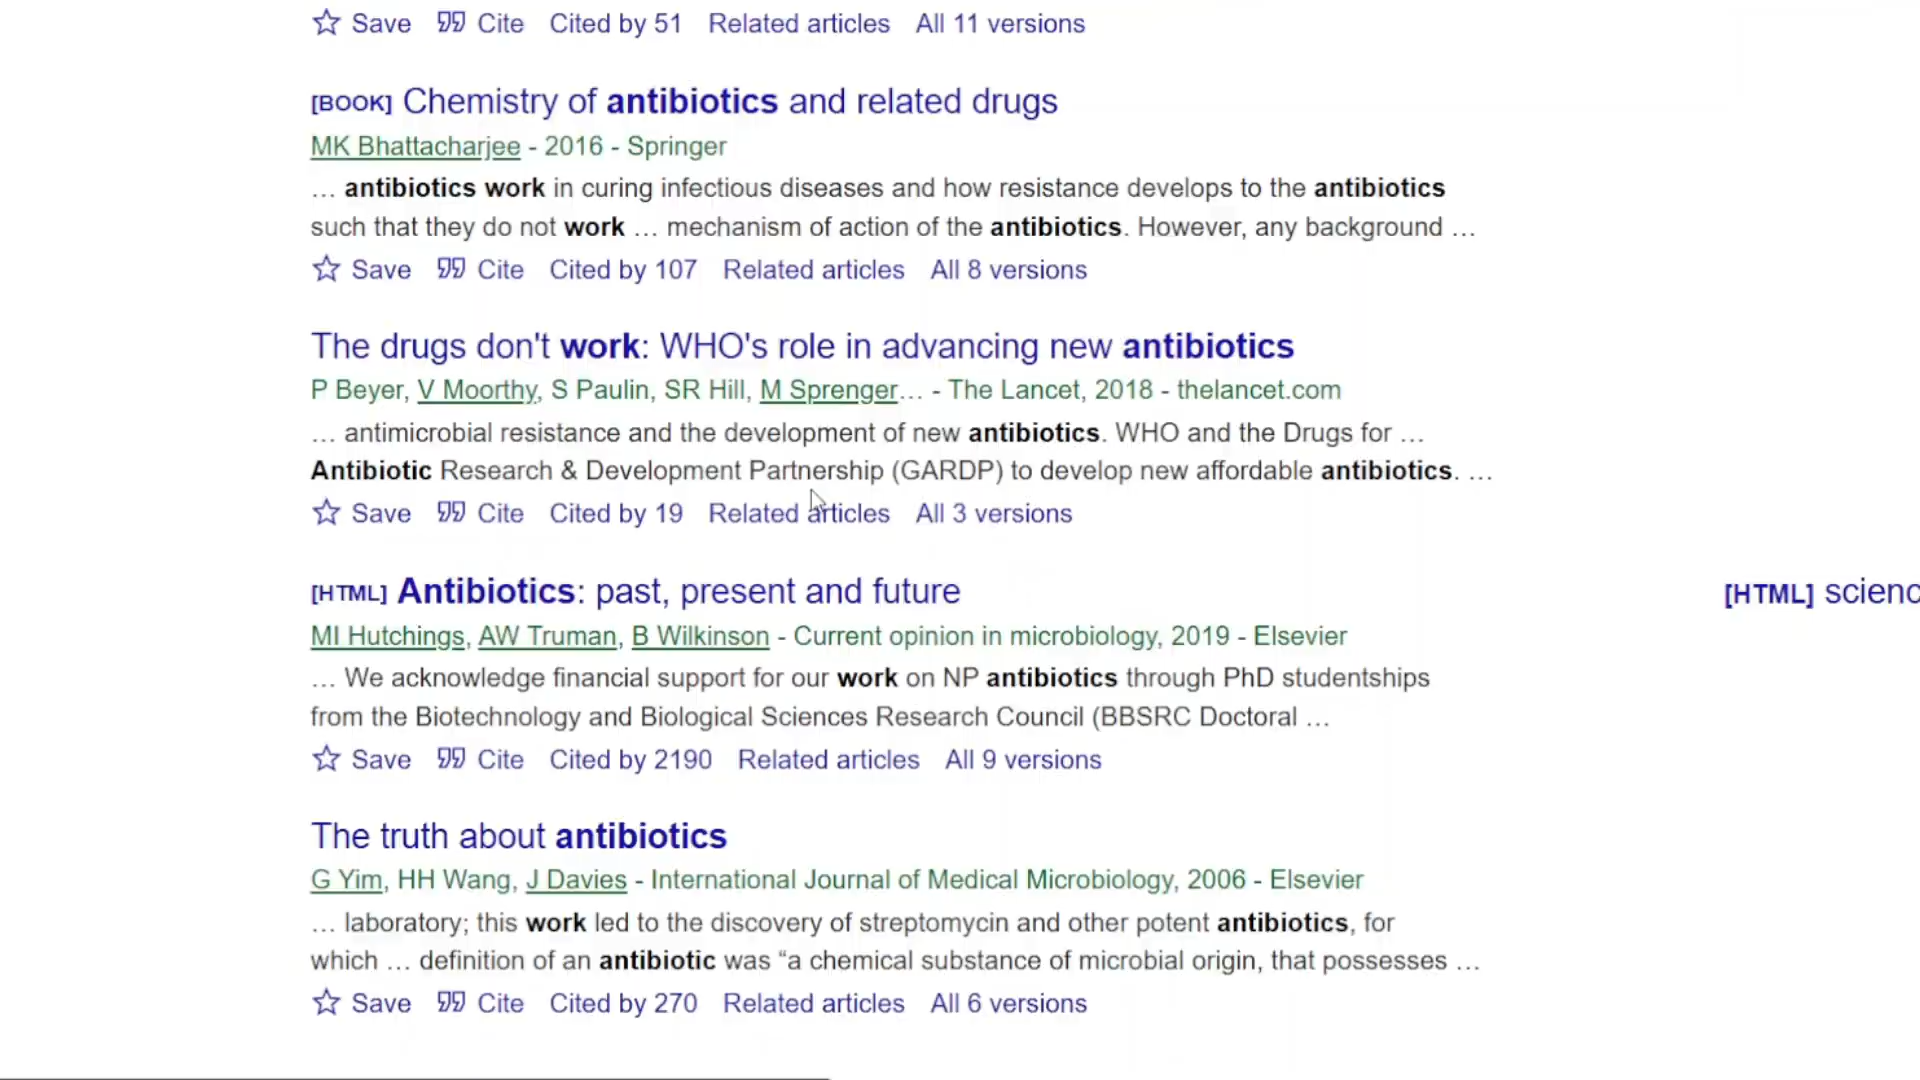 Save Cite Cited by 51 Related articles All 11 versions
[BOOK] Chemistry of antibiotics and related drugs
MK Bhattacharjee - 2016 - Springer
… antibiotics work in curing infectious diseases and how resistance develops to the antibiotics
such that they do not work … mechanism of action of the antibiotics. However, any background …
Save Cite Cited by 107 Related articles All 8 versions
The drugs don't work: WHO's role in advancing new antibiotics
P Beyer, V Moorthy, S Paulin, SR Hill, M Sprenger… - The Lancet, 2018 - thelancet.com
… antimicrobial resistance and the development of new antibiotics. WHO and the Drugs for …
Antibiotic Research & Development Partnership (GARDP) to develop new affordable antibiotics. …
Save Cite Cited by 19 Related articles All 3 versions
[HTML] Antibiotics: past, present and future
[HTML] scienc
MI Hutchings, AW Truman, B Wilkinson - Current opinion in microbiology, 2019 - Elsevier
… We acknowledge financial support for our work on NP antibiotics through PhD studentships
from the Biotechnology and Biological Sciences Research Council (BBSRC Doctoral …
Save Cite Cited by 2190 Related articles All 9 versions
The truth about antibiotics
G Yim, HH Wang, J Davies - International Journal of Medical Microbiology, 2006 - Elsevier
… laboratory; this work led to the discovery of streptomycin and other potent antibiotics, for
which … definition of an antibiotic was “a chemical substance of microbial origin, that possesses …
Save Cite Cited by 270 Related articles All 6 versions